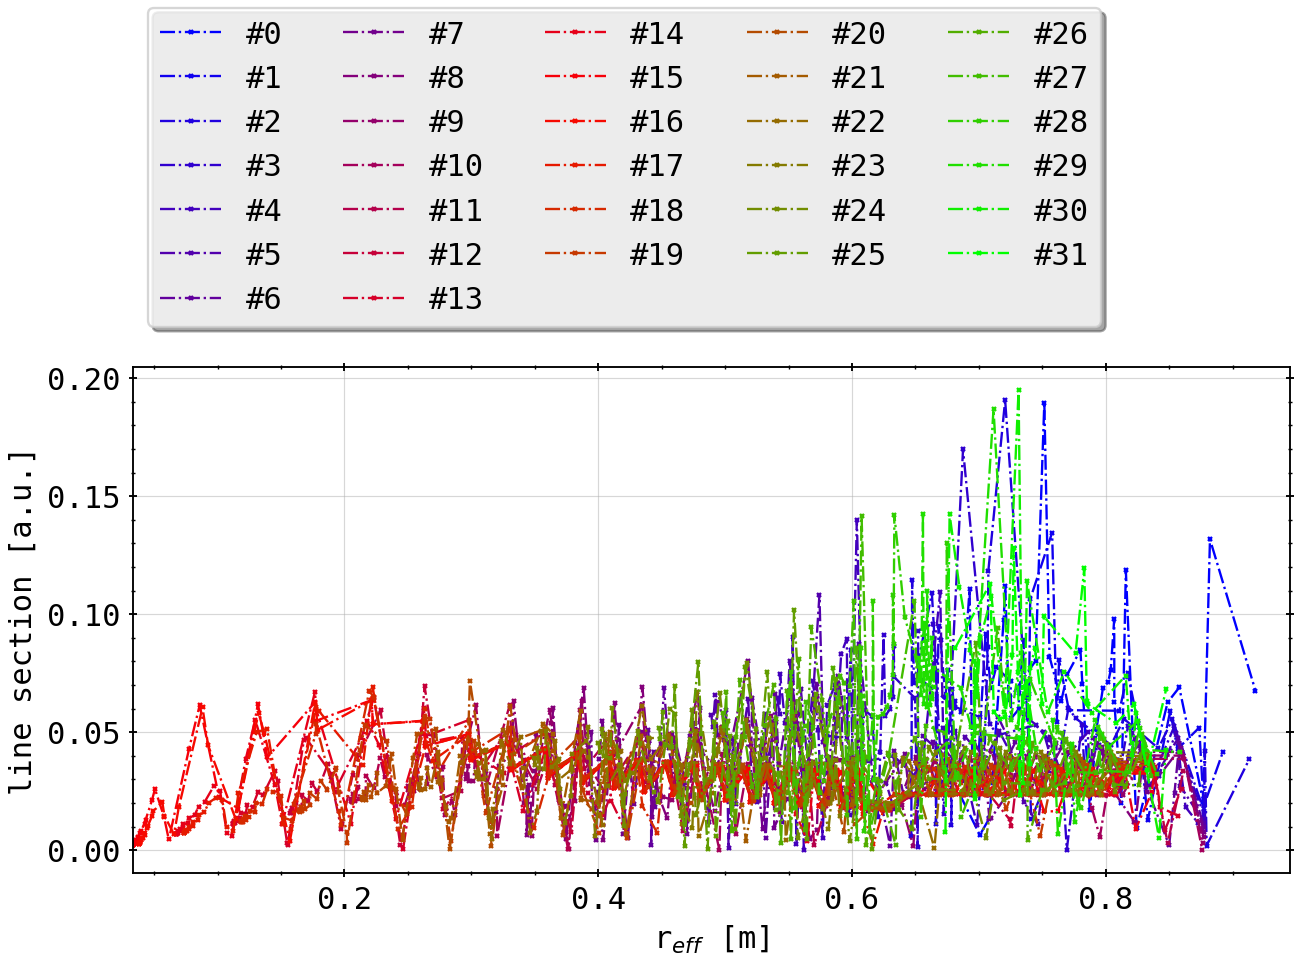 #0 #7 #14 #20 #26
#1 #8 #15 #21 #27
#2 #9 #16 #22 #28
#3 #10 #17 #23 #29
#4 #11 #18 #24 #30
#5 #12 #19 #25 #31
#6 #13
0.20
0.15
0.10
0.05
0.00
line section [a.u.]
0.2 0.4 0.6 0.8
r_eff [m]